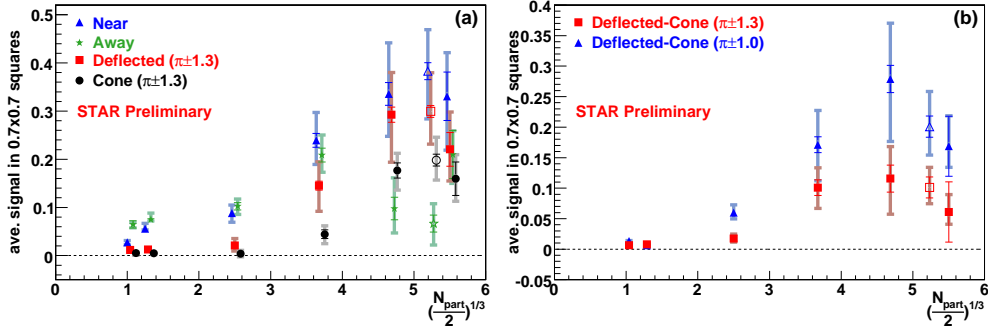 (a)
Near
Away
Deflected (π±1.3)
Cone (π±1.3)
STAR Preliminary
ave. signal in 0.7x0.7 squares
0.5
0.4
0.3
0.2
0.1
0
0 1 2 3 4 5 6
(N_part/2)^1/3
(b)
Deflected-Cone (π±1.3)
Deflected-Cone (π±1.0)
STAR Preliminary
ave. signal in 0.7x0.7 squares
0.4
0.35
0.3
0.25
0.2
0.15
0.1
0.05
-0.0
-0.05
0 1 2 3 4 5 6
(N_part/2)^1/3